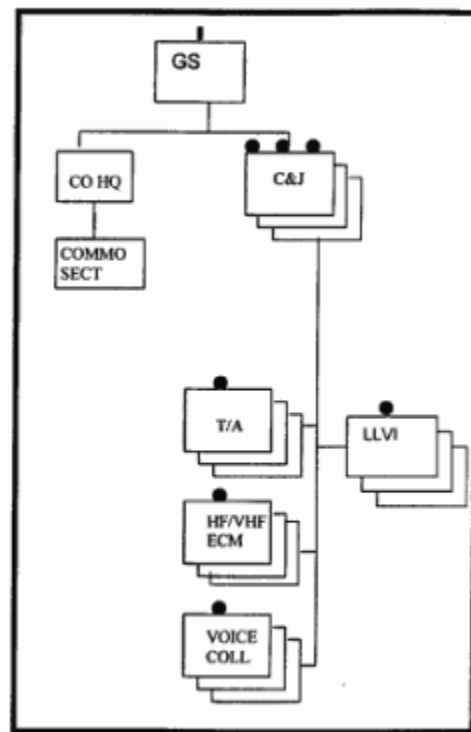 GS
CO HQ
C&J
COMMO
SECT
T/A
LLVI
HF/VHF
ECM
VOICE
COLL